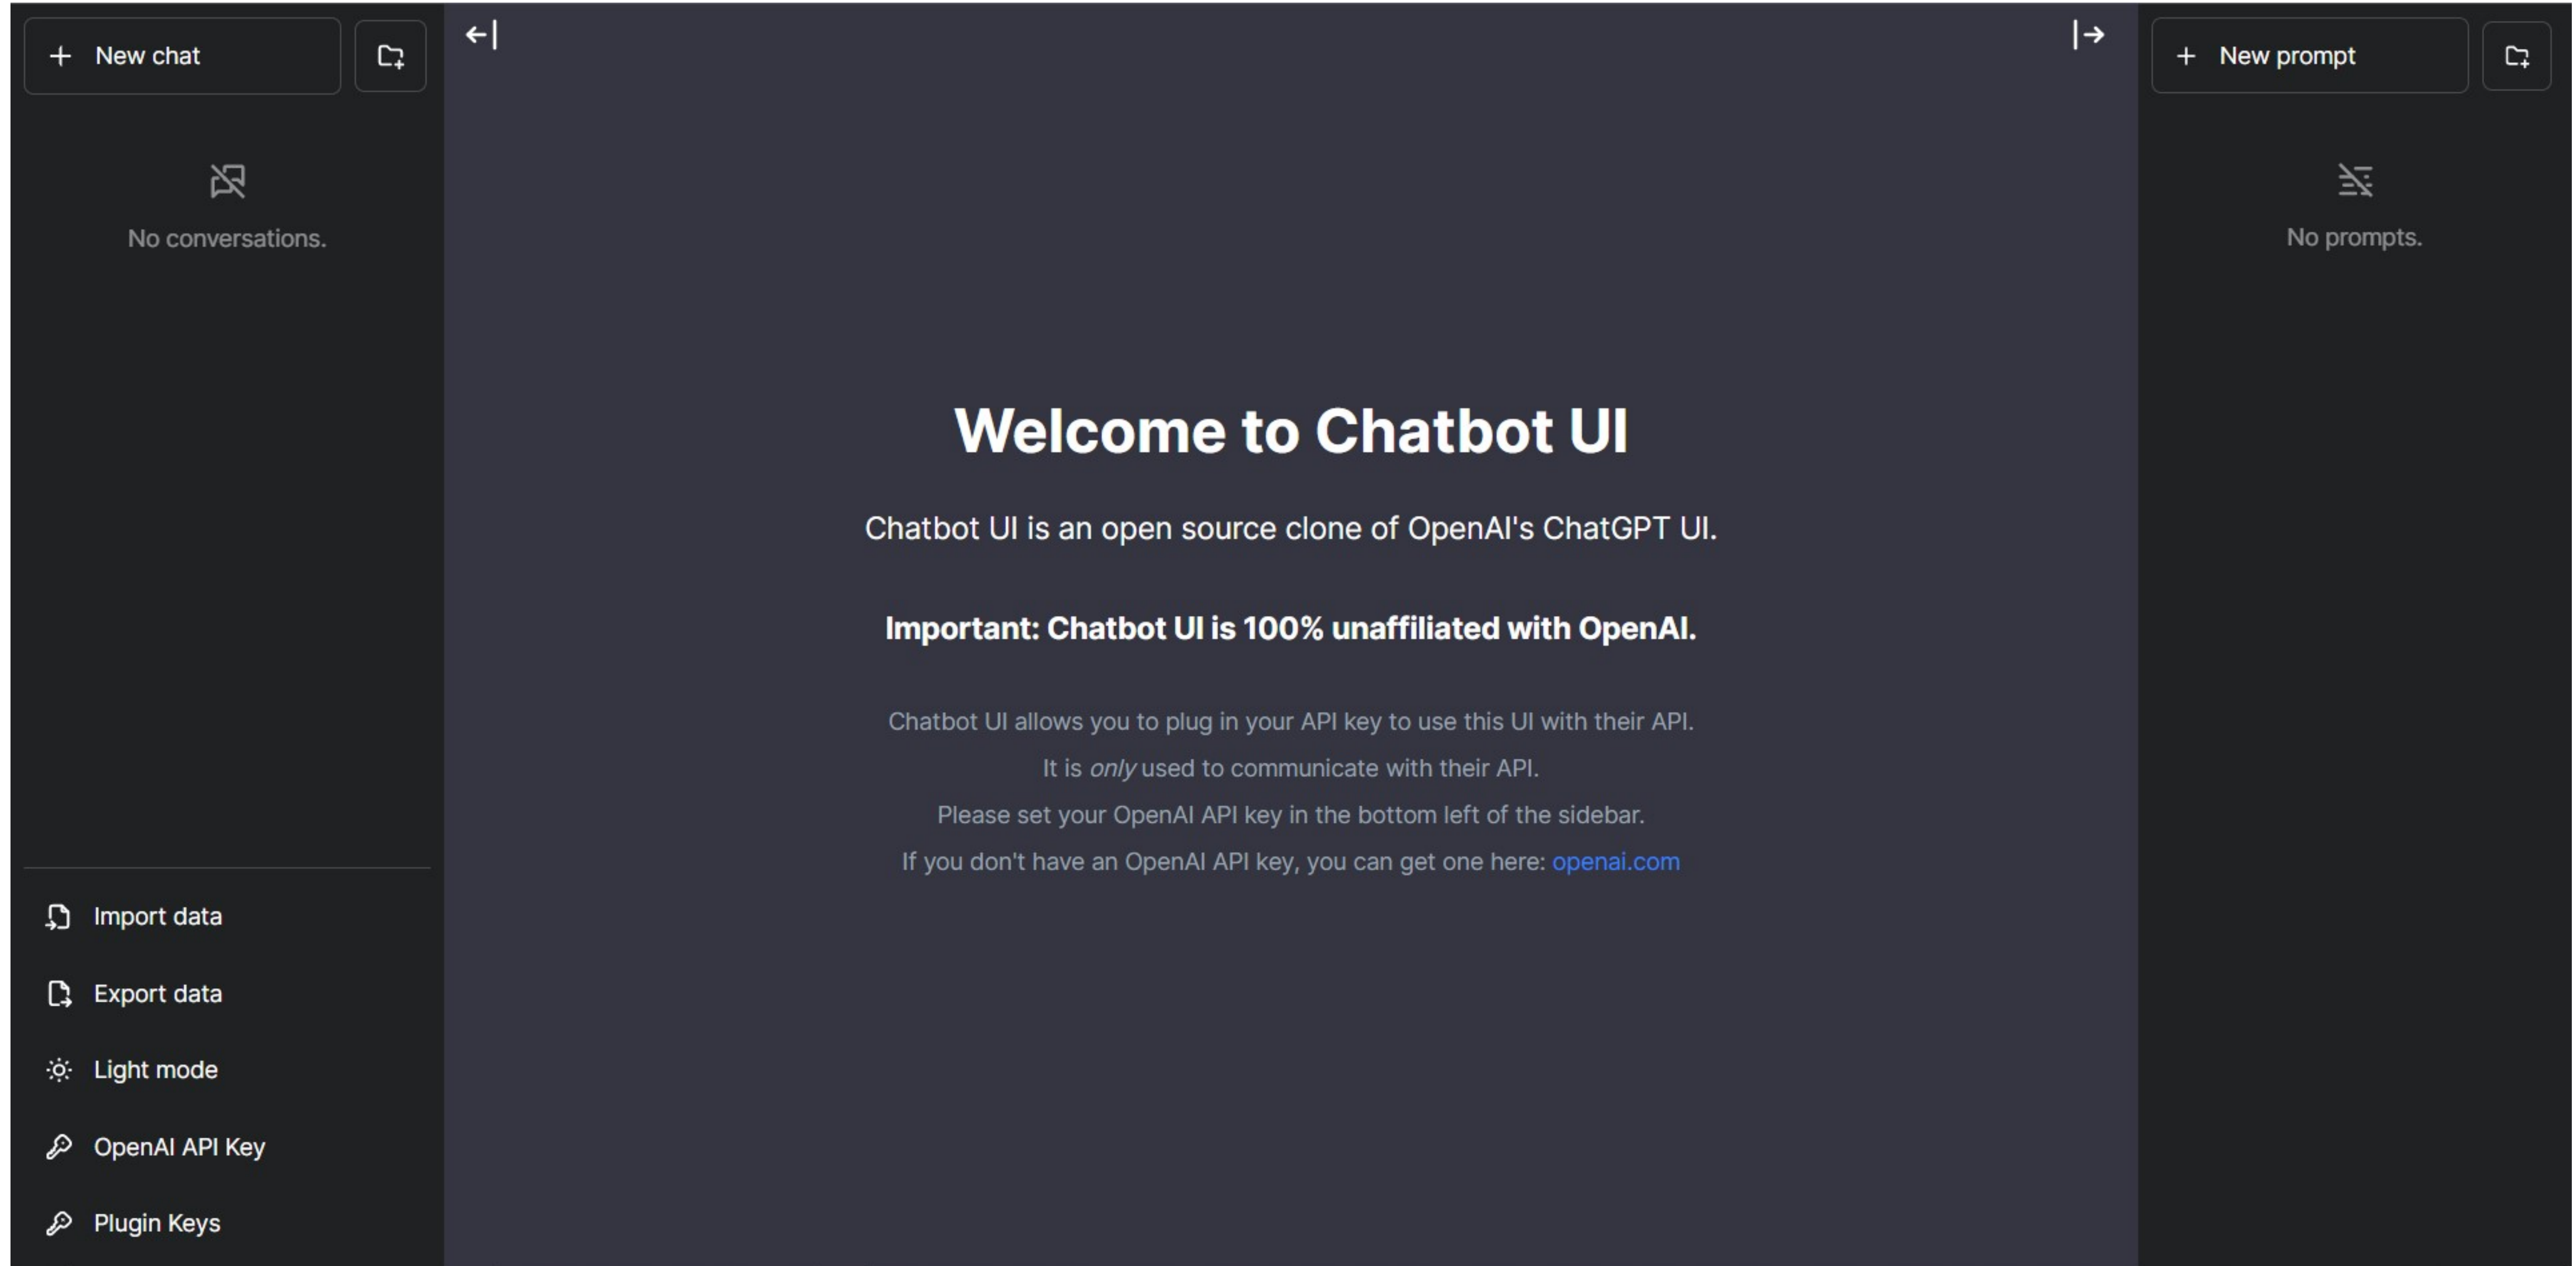 New chat
No conversations.
Import data
Export data
Light mode
OpenAI API Key
Plugin Keys
Welcome to Chatbot UI
Chatbot UI is an open source clone of OpenAI's ChatGPT UI.
Important: Chatbot UI is 100% unaffiliated with OpenAI.
Chatbot UI allows you to plug in your API key to use this UI with their API.
It is only used to communicate with their API.
Please set your OpenAI API key in the bottom left of the sidebar.
If you don't have an OpenAI API key, you can get one here: openai.com
New prompt
No prompts.